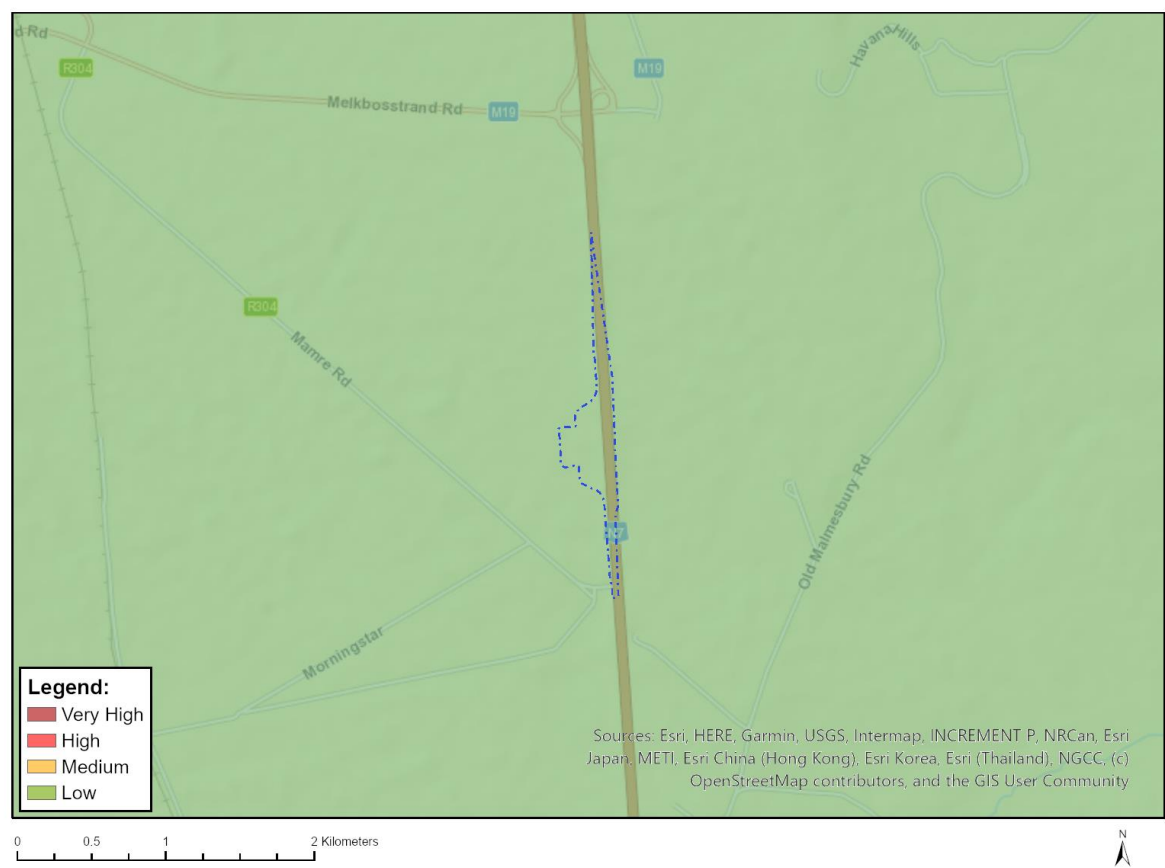 d Rd
R304
Melkbosstrand Rd
M19
M19
Havana Hills
R304
Mamre Rd
Old Malmesbury Rd
Morningstar
Legend:
Very High
High
Medium
Low
Sources: Esri, HERE, Garmin, USGS, Intermap, INCREMENT P, NRCan, Esri
Japan, METI, Esri China (Hong Kong), Esri Korea, Esri (Thailand), NGCC, (c)
OpenStreetMap contributors, and the GIS User Community
0 0.5 1 2 Kilometers
N